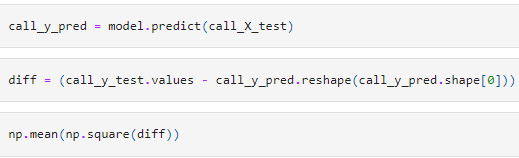 call_y_pred = model.predict(call_X_test)
diff = (call_y_test.values - call_y_pred.reshape(call_y_pred.shape[0]))
np.mean(np.square(diff))